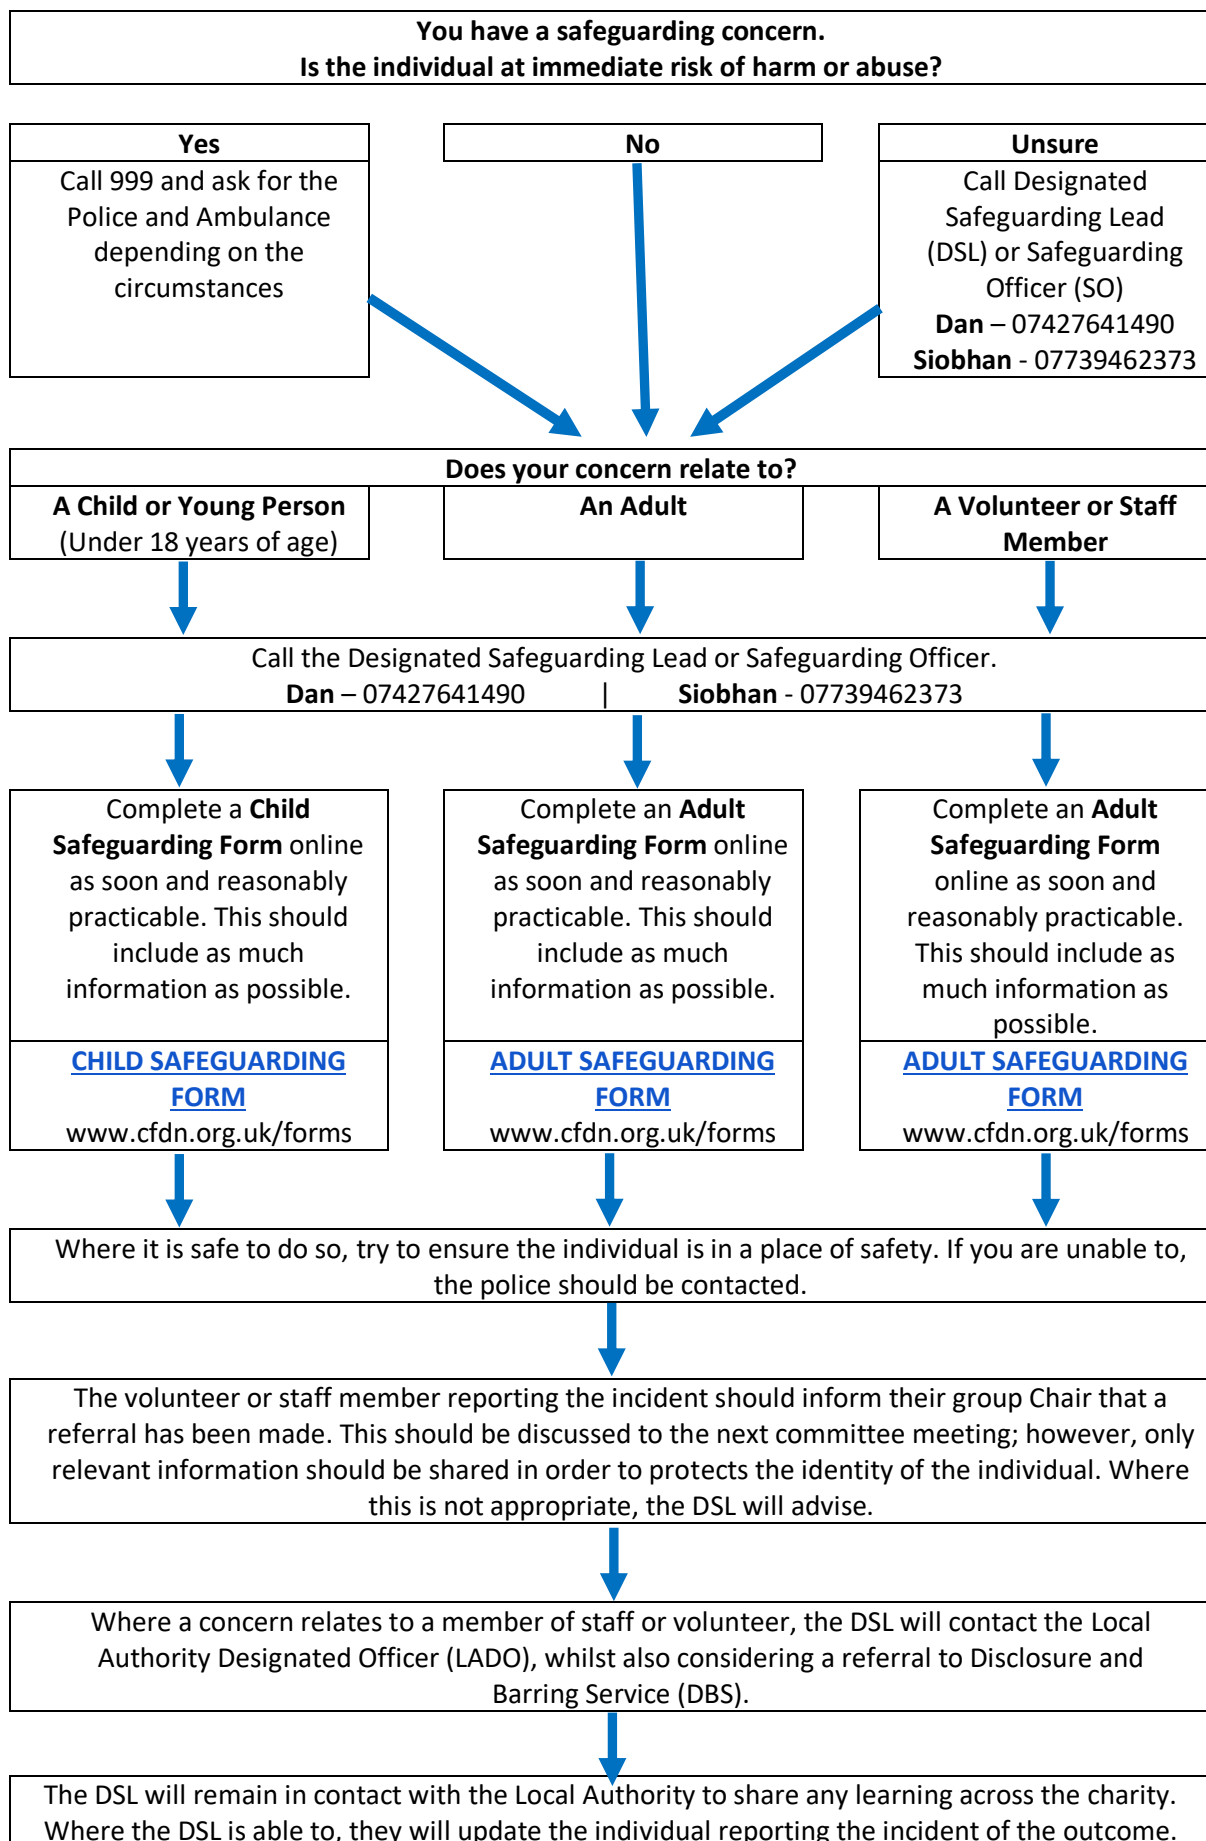 You have a safeguarding concern.
Is the individual at immediate risk of harm or abuse?
Yes
Call 999 and ask for the
Police and Ambulance
depending on the
circumstances
No
Unsure
Call Designated
Safeguarding Lead
(DSL) or Safeguarding
Officer (SO)
Dan – 07427641490
Siobhan - 07739462373
Does your concern relate to?
A Child or Young Person
(Under 18 years of age)
An Adult
A Volunteer or Staff
Member
Call the Designated Safeguarding Lead or Safeguarding Officer.
Dan – 07427641490 | Siobhan - 07739462373
Complete a Child
Safeguarding Form online
as soon and reasonably
practicable. This should
include as much
information as possible.
CHILD SAFEGUARDING
FORM
www.cfdn.org.uk/forms
Complete an Adult
Safeguarding Form online
as soon and reasonably
practicable. This should
include as much
information as possible.
ADULT SAFEGUARDING
FORM
www.cfdn.org.uk/forms
Complete an Adult
Safeguarding Form
online as soon and
reasonably practicable.
This should include as
much information as
possible.
ADULT SAFEGUARDING
FORM
www.cfdn.org.uk/forms
Where it is safe to do so, try to ensure the individual is in a place of safety. If you are unable to,
the police should be contacted.
The volunteer or staff member reporting the incident should inform their group Chair that a
referral has been made. This should be discussed to the next committee meeting; however, only
relevant information should be shared in order to protects the identity of the individual. Where
this is not appropriate, the DSL will advise.
Where a concern relates to a member of staff or volunteer, the DSL will contact the Local
Authority Designated Officer (LADO), whilst also considering a referral to Disclosure and
Barring Service (DBS).
The DSL will remain in contact with the Local Authority to share any learning across the charity.
Where the DSL is able to, they will update the individual reporting the incident of the outcome.